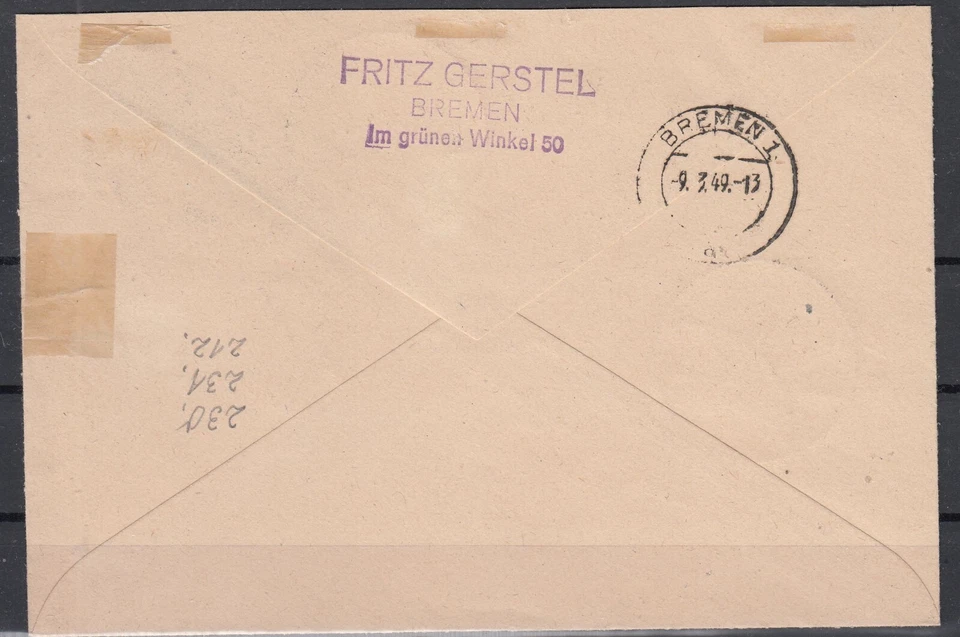 FRITZ GERSTEL
BREMEN
Im grünen Winkel 50
BREMEN 1
-9. 3.49.-13
230,
231,
212.